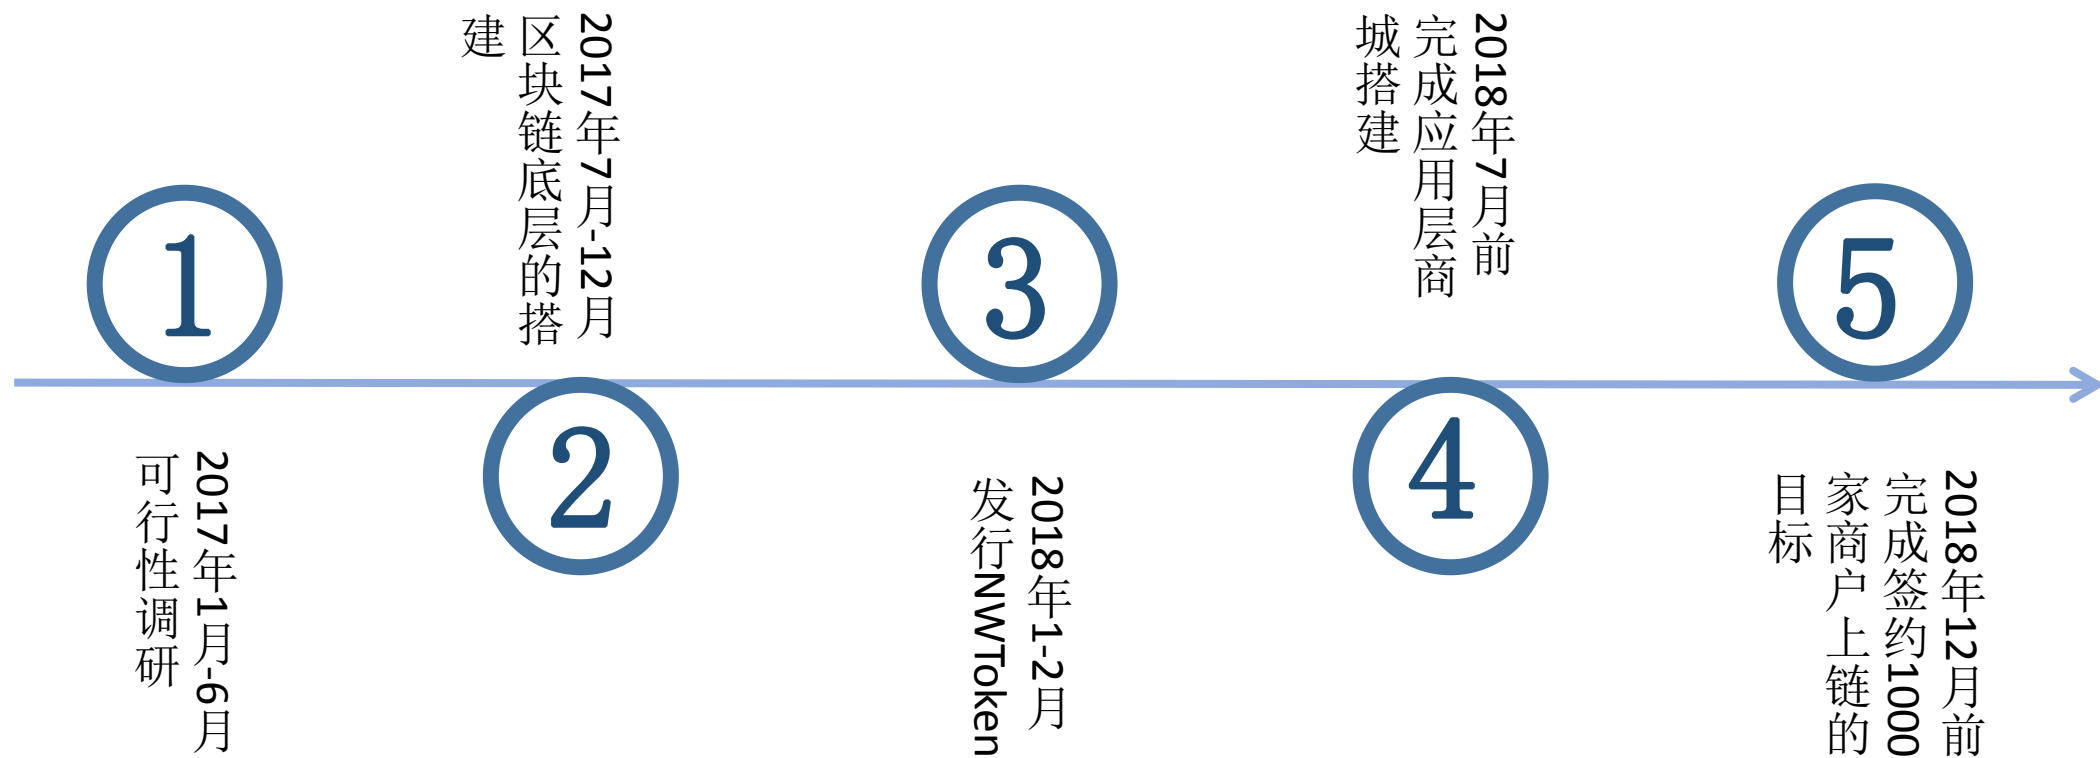 1
2017年1月-6月
可行性调研
2017年7月-12月
区块链底层的搭
建
2
3
2018年1-2月
发行NWToken
2018年7月前
完成应用层商
城搭建
4
5
2018年12月前
完成签约1000
家商户上链的
目标